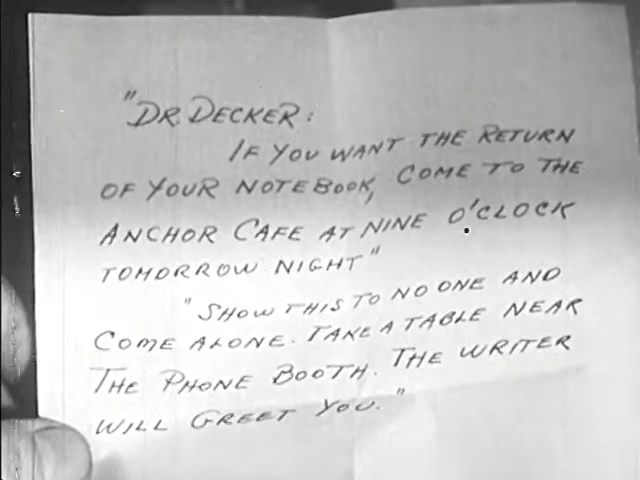 "DR. DECKER:
IF YOU WANT THE RETURN
OF YOUR NOTEBOOK, COME TO THE
ANCHOR CAFE AT NINE O'CLOCK
TOMORROW NIGHT"
"SHOW THIS TO NO ONE AND
COME ALONE. TAKE A TABLE NEAR
THE PHONE BOOTH. THE WRITER
WILL GREET YOU."